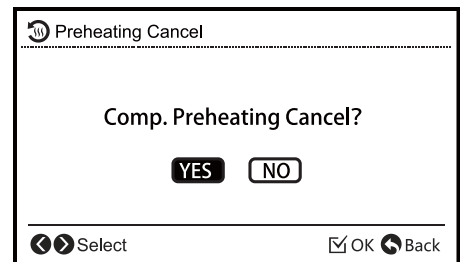 Preheating Cancel
Comp. Preheating Cancel?
YES NO
Select OK Back